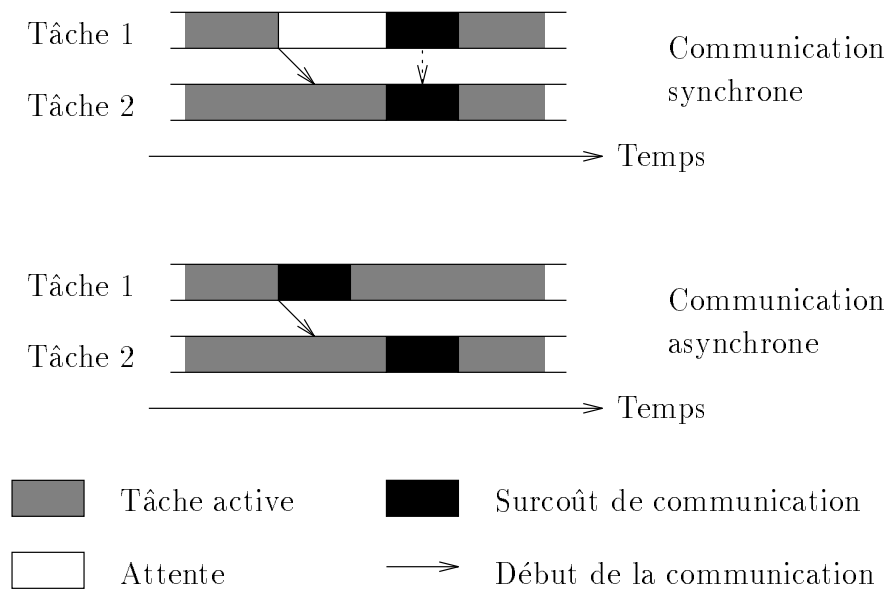 Tâche 1
Communication
synchrone
Tâche 2
Temps
Tâche 1
Communication
asynchrone
Tâche 2
Temps
Tâche active
Surcoût de communication
Attente
Début de la communication